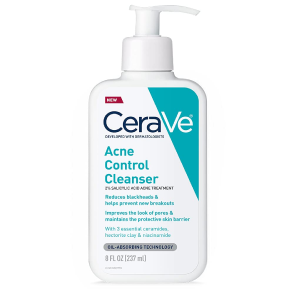 NEW
CeraVe
DEVELOPED WITH DERMATOLOGISTS
Acne
Control
Cleanser
2% SALICYLIC ACID ACNE TREATMENT
Reduces blackheads &
helps prevent new breakouts
Improves the look of pores &
maintains the protective skin barrier
With 3 essential ceramides,
hectorite clay & niacinamide
OIL-ABSORBING TECHNOLOGY
8 FL OZ (237 ml)